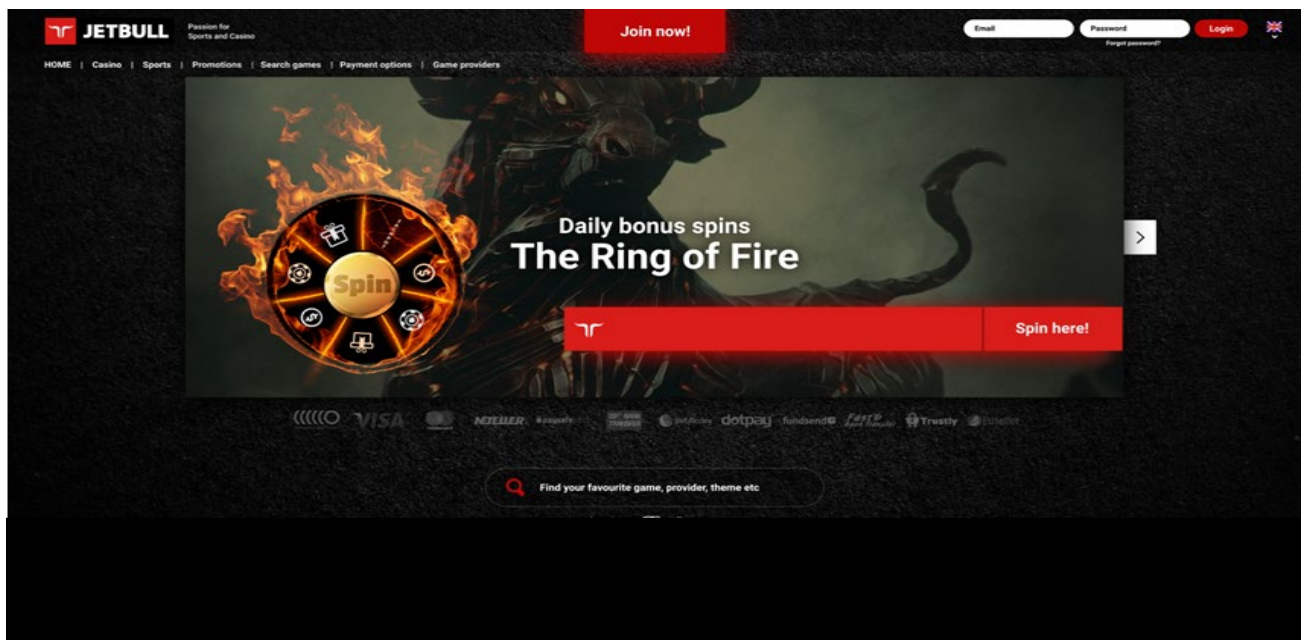 JETBULL
Passion for
Sports and Casino
Join now!
Email
Password
Login
Forgot password?
HOME | Casino | Sports | Promotions | Search games | Payment options | Game providers
Spin
Daily bonus spins
The Ring of Fire
Spin here!
VISA NETELLER dotpay fundsend Trustly
Find your favourite game, provider, theme etc